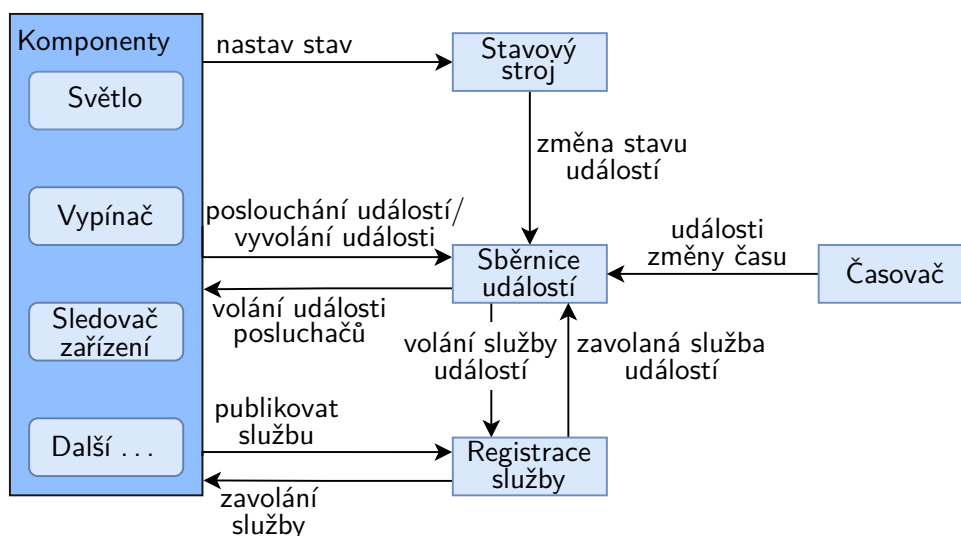 Komponenty
Světlo
Vypínač
Sledovač
zařízení
Další ...
nastav stav
Stavový
stroj
změna stavu
událostí
poslouchání událostí/
vyvolání události
Sběrnice
událostí
události
změny času
Časovač
volání události
posluchačů
volání služby
událostí
zavolaná služba
událostí
publikovat
službu
Registrace
služby
zavolání
služby